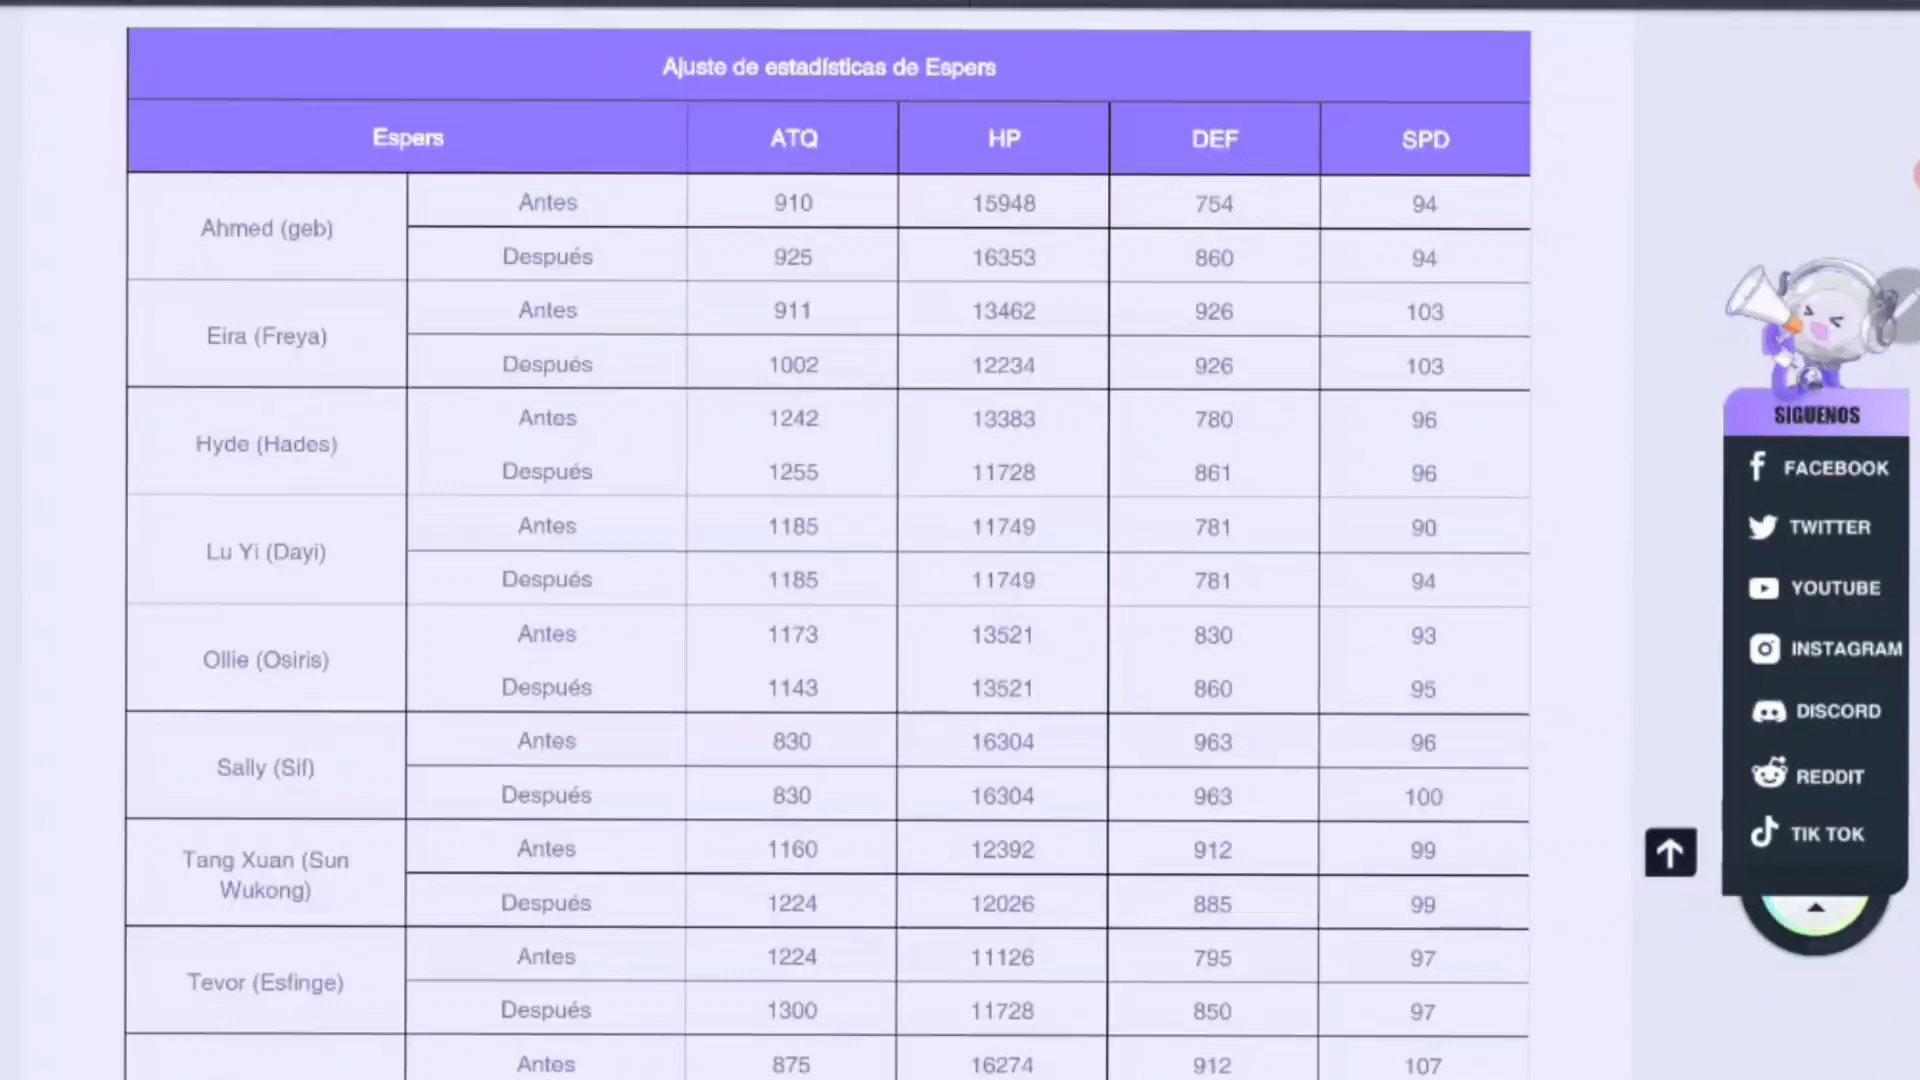 Ajuste de estadísticas de Espers
Espers ATQ HP DEF SPD
Ahmed (geb)
Antes 910 15948 754 94
Después 925 16353 860 94
Eira (Freya)
Antes 911 13462 926 103
Después 1002 12234 926 103
Hyde (Hades)
Antes 1242 13383 780 96
Después 1255 11728 861 96
Lu Yi (Dayi)
Antes 1185 11749 781 90
Después 1185 11749 781 94
Ollie (Osiris)
Antes 1173 13521 830 93
Después 1143 13521 860 95
Sally (Sif)
Antes 830 16304 963 96
Después 830 16304 963 100
Tang Xuan (Sun
Wukong)
Antes 1160 12392 912 99
Después 1224 12026 885 99
Tevor (Esfinge)
Antes 1224 11126 795 97
Después 1300 11728 850 97
Antes 875 16274 912 107
SIGUENOS
FACEBOOK
TWITTER
YOUTUBE
INSTAGRAM
DISCORD
REDDIT
TIK TOK